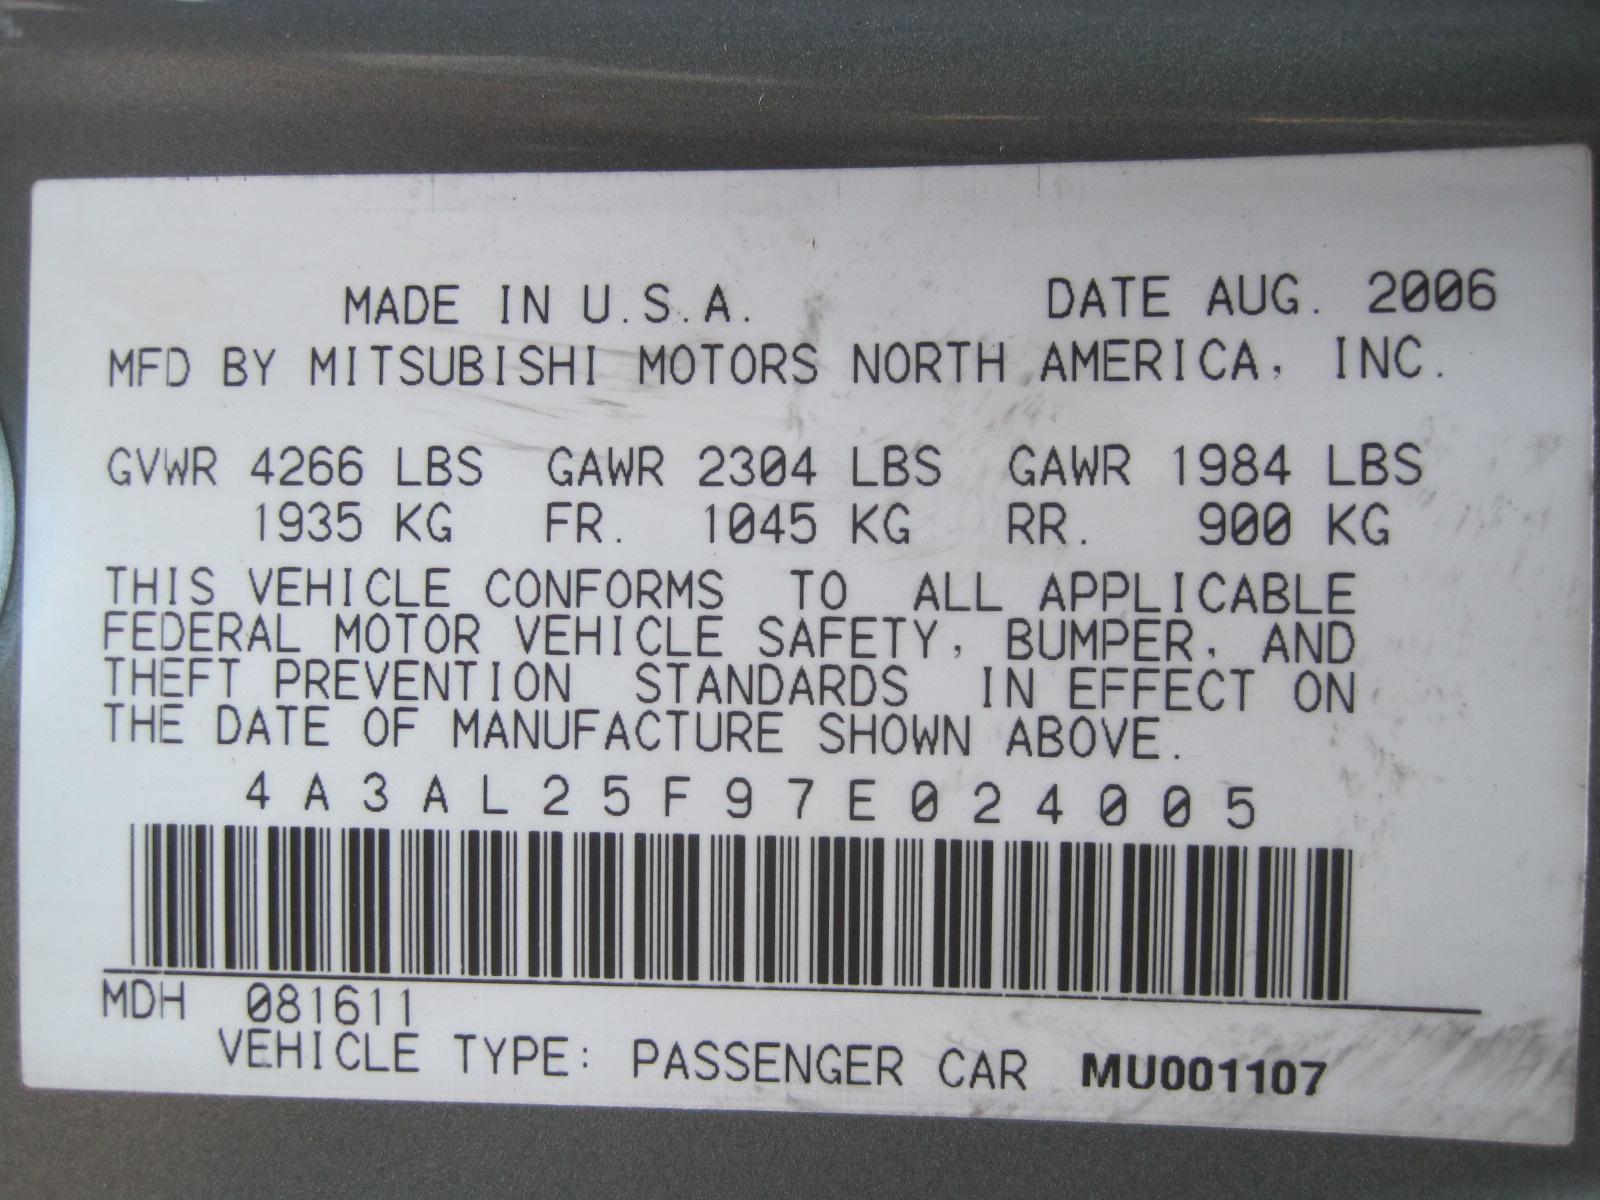 MADE IN U.S.A. DATE AUG. 2006
MFD BY MITSUBISHI MOTORS NORTH AMERICA, INC.
GVWR 4266 LBS GAWR 2304 LBS GAWR 1984 LBS
1935 KG FR. 1045 KG RR. 900 KG
THIS VEHICLE CONFORMS TO ALL APPLICABLE
FEDERAL MOTOR VEHICLE SAFETY, BUMPER, AND
THEFT PREVENTION STANDARDS IN EFFECT ON
THE DATE OF MANUFACTURE SHOWN ABOVE.
4A3AL25F97E024005
MDH 081611
VEHICLE TYPE: PASSENGER CAR MU001107